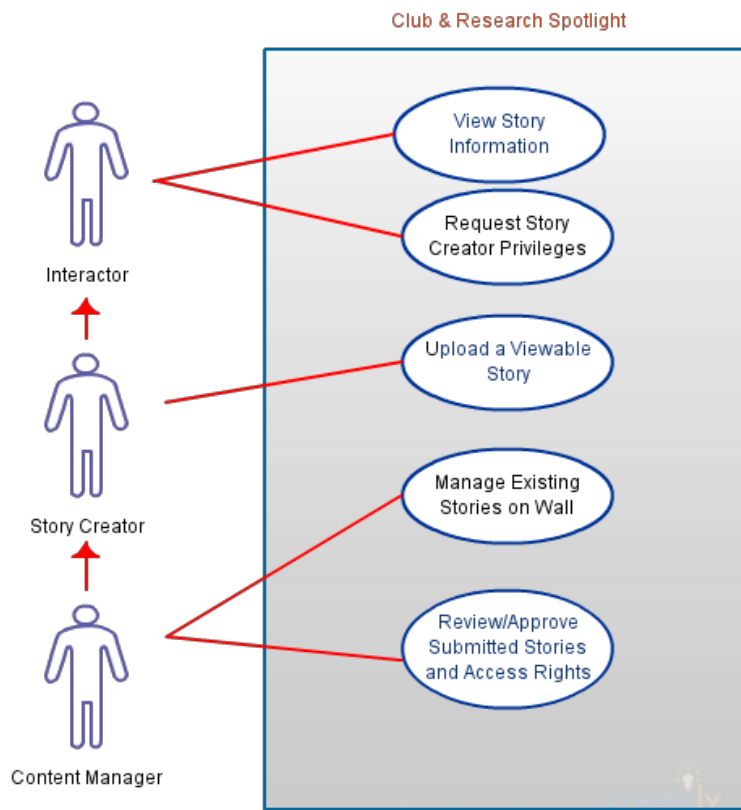 Club & Research Spotlight
View Story
Information
Request Story
Creator Privileges
Interactor
Upload a Viewable
Story
Story Creator
Manage Existing
Stories on Wall
Review/Approve
Submitted Stories
and Access Rights
Content Manager